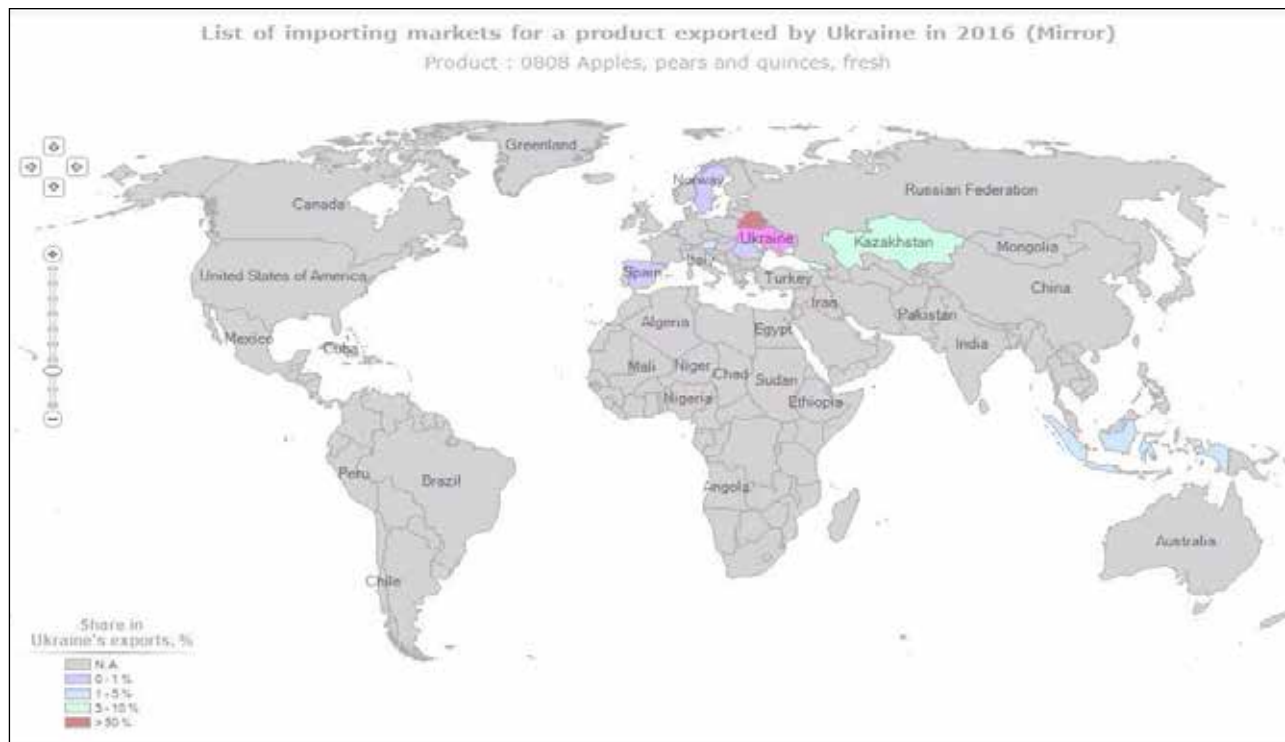 List of importing markets for a product exported by Ukraine in 2016 (Mirror)
Product : 0808 Apples, pears and quinces, fresh
Greenland
Norway
Russian Federation
Canada
Ukraine
Kazakhstan
Mongolia
United States of America
Spain
Italy
Turkey
China
Iran
Pakistan
Mexico
Cuba
Algeria
Egypt
India
Mali
Niger
Chad
Sudan
Nigeria
Ethiopia
Peru
Brazil
Angola
Australia
Chile
Share in
Ukraine's exports, %
N.A.
0 - 1 %
1 - 5 %
5 - 10 %
>50 %